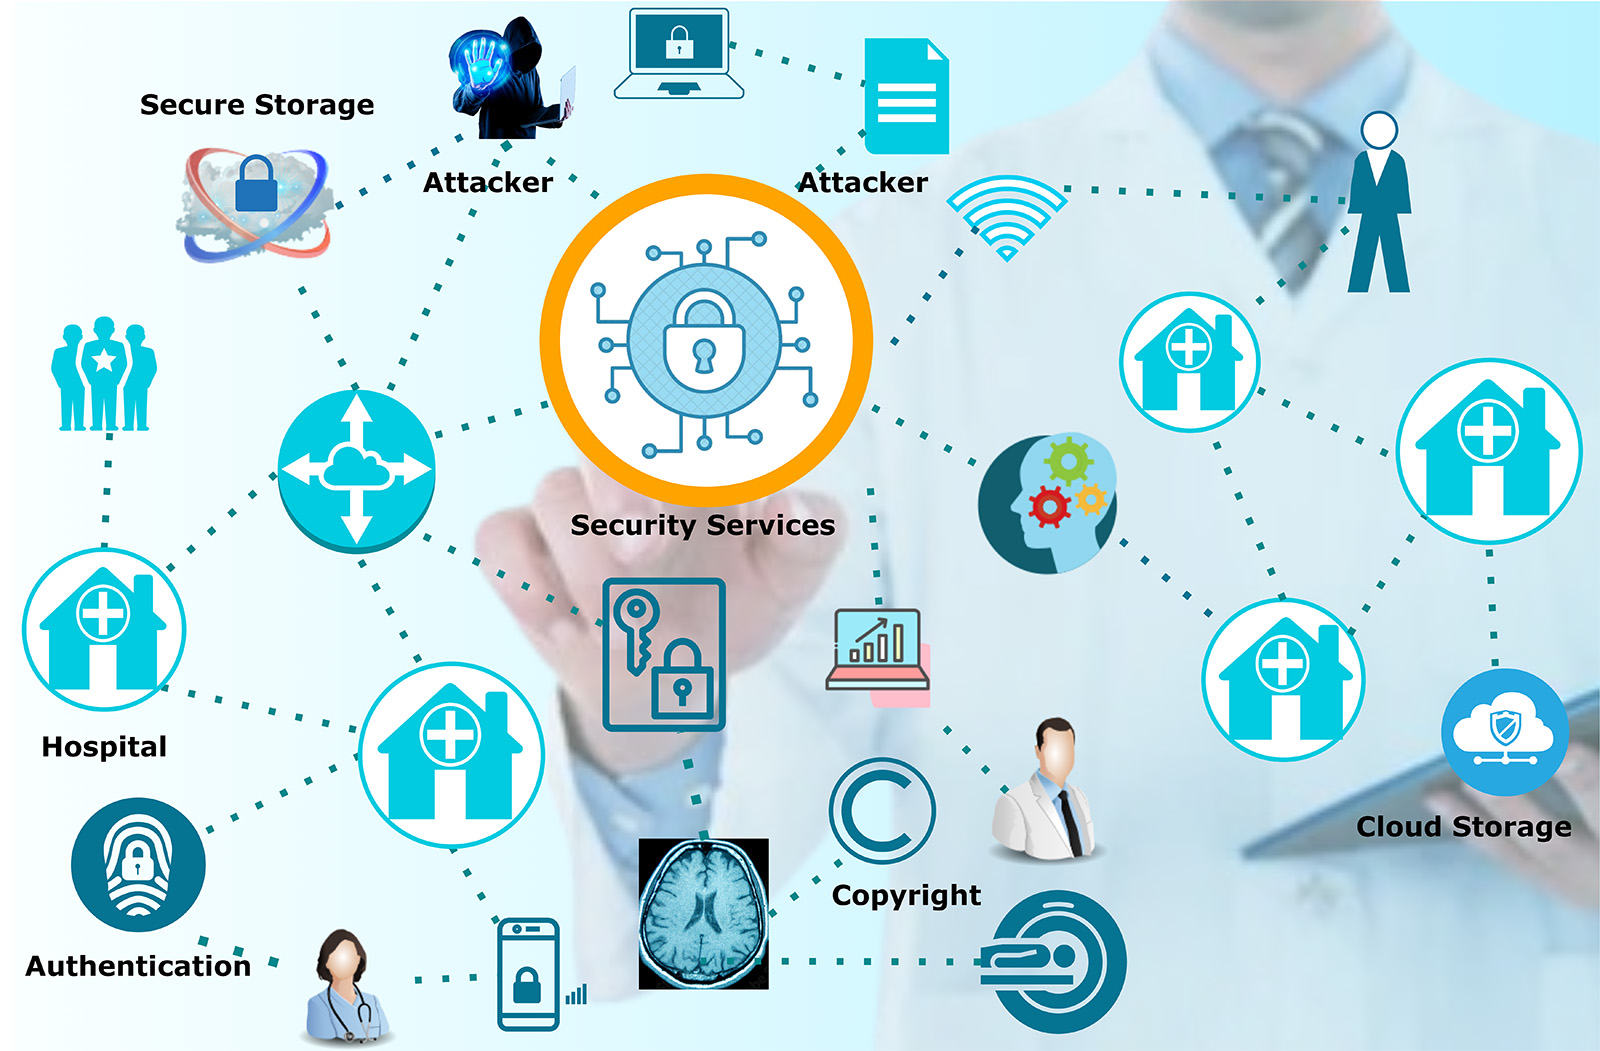 Secure Storage
Attacker
Attacker
Security Services
Hospital
Cloud Storage
C
Copyright
Authentication